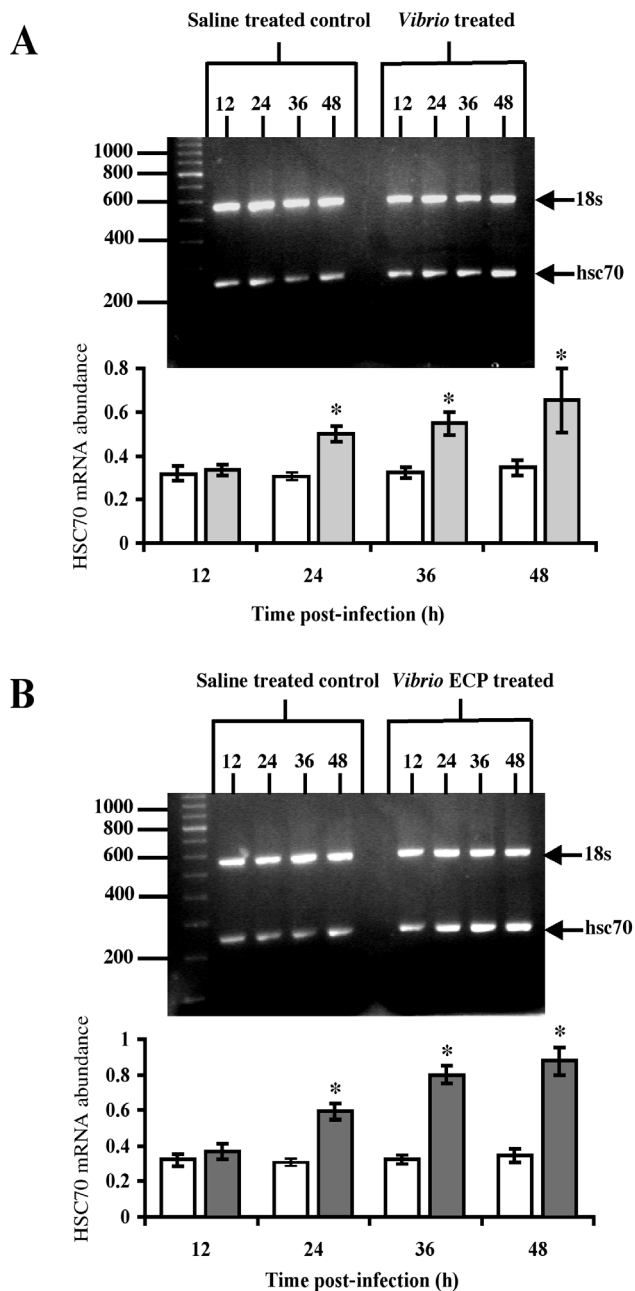 A
Saline treated control Vibrio treated
12 24 36 48 12 24 36 48
1000
800
600
400
200
18s
hsc70
HSC70 mRNA abundance
0.8
0.6
0.4
0.2
0
* * *
12 24 36 48
Time post-infection (h)
B
Saline treated control Vibrio ECP treated
12 24 36 48 12 24 36 48
1000
800
600
400
200
18s
hsc70
HSC70 mRNA abundance
1
0.8
0.6
0.4
0.2
0
* * *
12 24 36 48
Time post-infection (h)